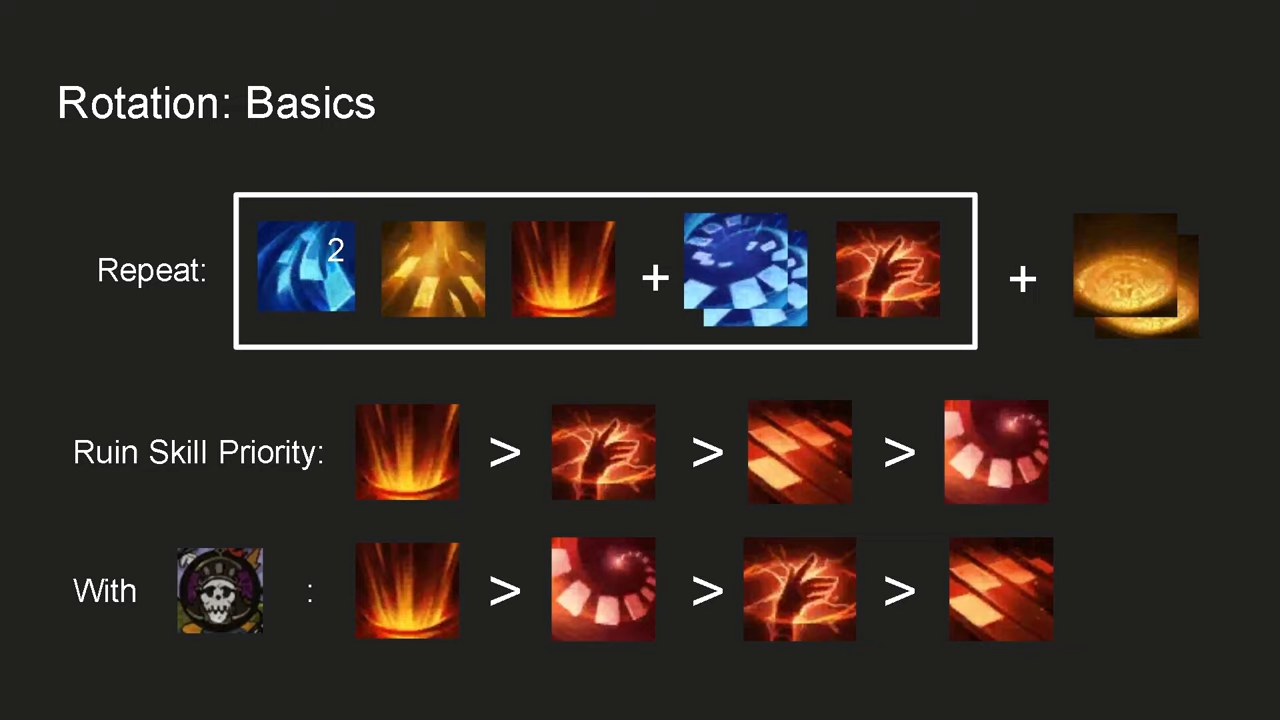 Rotation: Basics
Repeat: 2 + +
Ruin Skill Priority: > > >
With : > > >